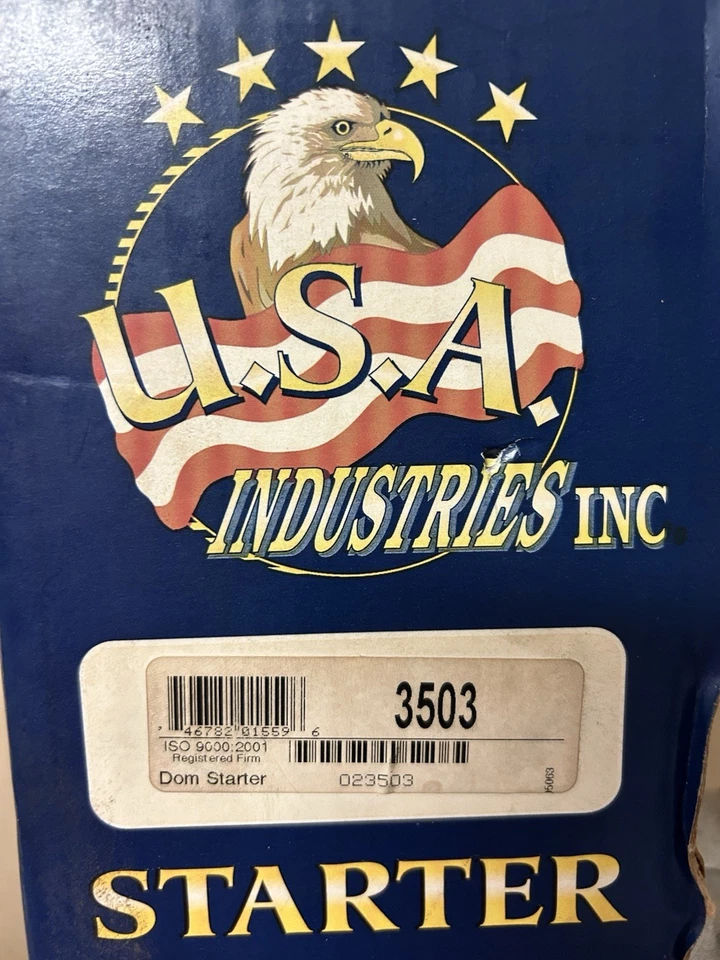 U.S.A.
INDUSTRIES INC
3503
7 46782 01559 6
ISO 9000:2001
Registered Firm
Dom Starter
023503
STARTER